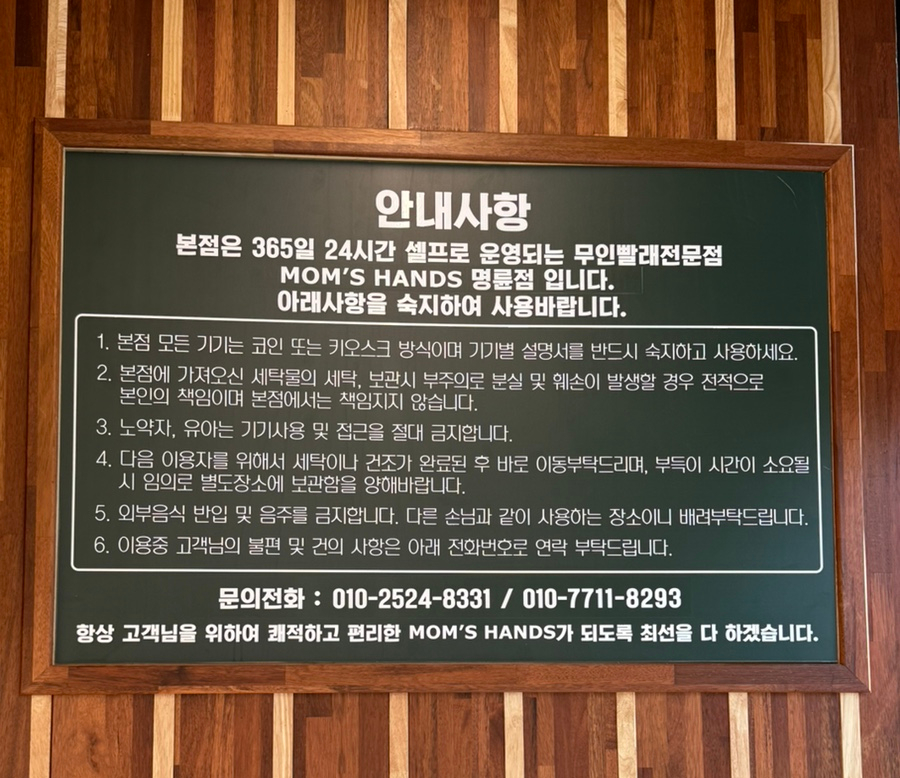 안내사항
본점은 365일 24시간 셀프로 운영되는 무인빨래전문점
MOM'S HANDS 명륜점 입니다.
아래사항을 숙지하여 사용바랍니다.
1. 본점 모든 기기는 코인 또는 키오스크 방식이며 기기별 설명서를 반드시 숙지하고 사용하세요.
2. 본점에 가져오신 세탁물의 세탁, 보관시 부주의로 분실 및 훼손이 발생할 경우 전적으로
본인의 책임이며 본점에서는 책임지지 않습니다.
3. 노약자, 유아는 기기사용 및 접근을 절대 금지합니다.
4. 다음 이용자를 위해서 세탁이나 건조가 완료된 후 바로 이동부탁드리며, 부득이 시간이 소요될
시 임의로 별도장소에 보관함을 양해바랍니다.
5. 외부음식 반입 및 음주를 금지합니다. 다른 손님과 같이 사용하는 장소이니 배려부탁드립니다.
6. 이용중 고객님의 불편 및 건의 사항은 아래 전화번호로 연락 부탁드립니다.
문의전화 : 010-2524-8331 / 010-7711-8293
항상 고객님을 위하여 쾌적하고 편리한 MOM'S HANDS가 되도록 최선을 다 하겠습니다.